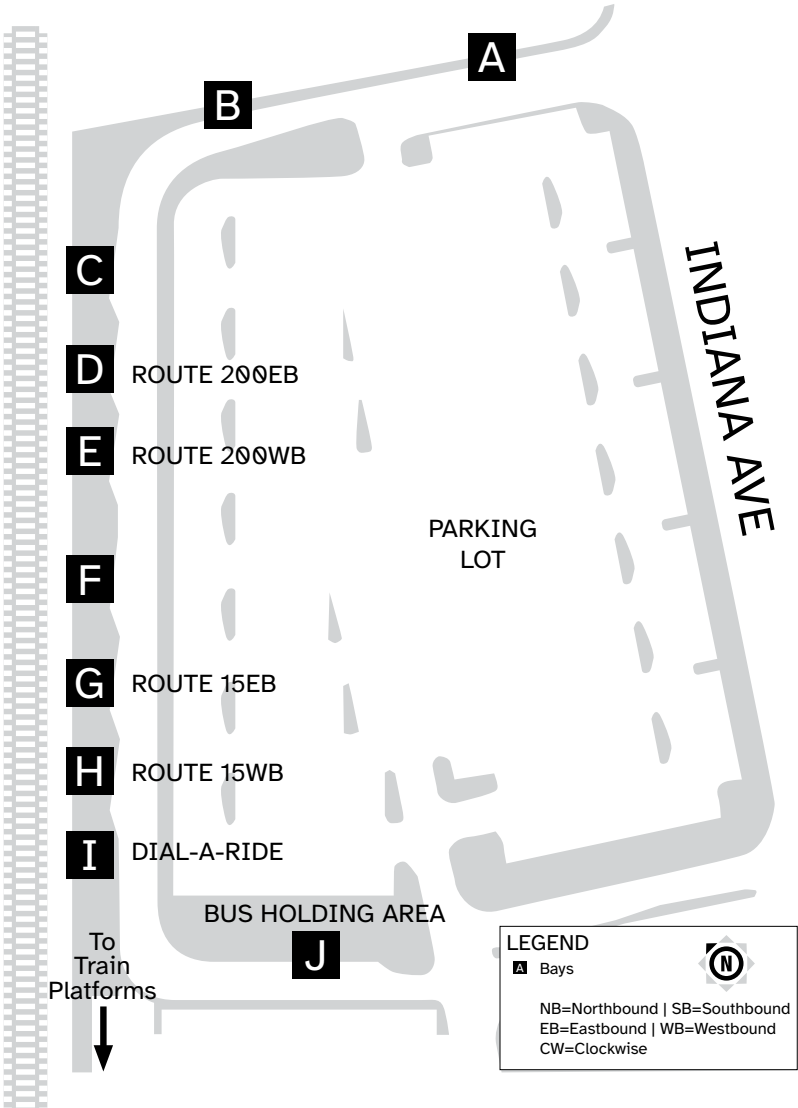 A
B
C
D
ROUTE 200EB
E
ROUTE 200WB
INDIANA AVE
PARKING
LOT
F
G
ROUTE 15EB
H
ROUTE 15WB
I
DIAL-A-RIDE
BUS HOLDING AREA
J
To
Train
Platforms
LEGEND
N
A Bays
NB=Northbound | SB=Southbound
EB=Eastbound | WB=Westbound
CW=Clockwise